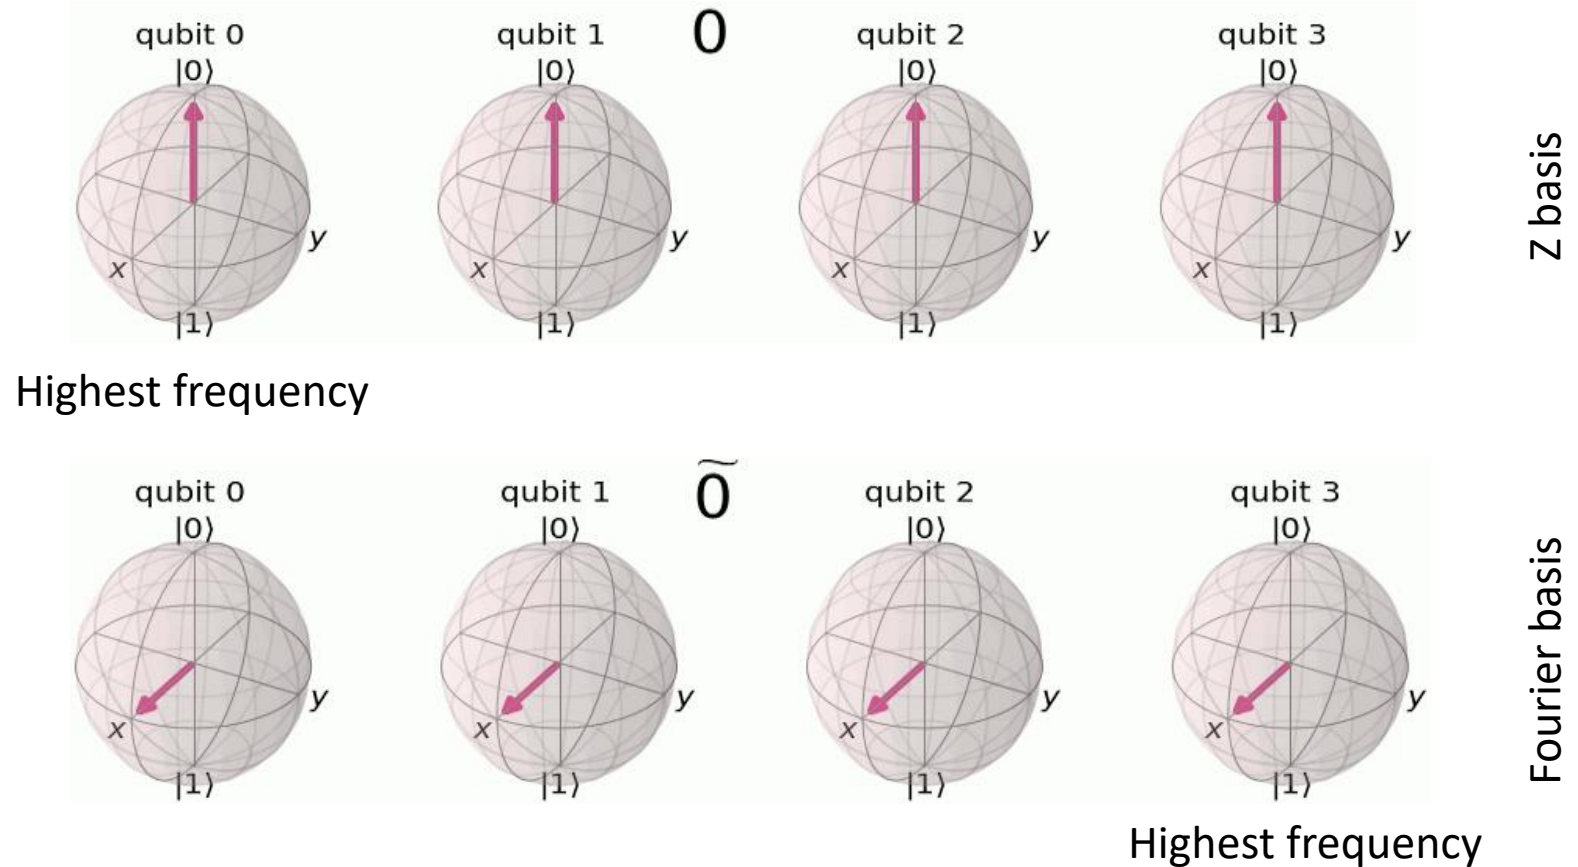 qubit 0 qubit 1 0 qubit 2 qubit 3
|0⟩ |0⟩ |0⟩ |0⟩
Z basis
y y y y
x x x x
|1⟩ |1⟩ |1⟩ |1⟩
Highest frequency
qubit 0 qubit 1 0̃ qubit 2 qubit 3
|0⟩ |0⟩ |0⟩ |0⟩
Fourier basis
y y y y
x x x x
|1⟩ |1⟩ |1⟩ |1⟩
Highest frequency